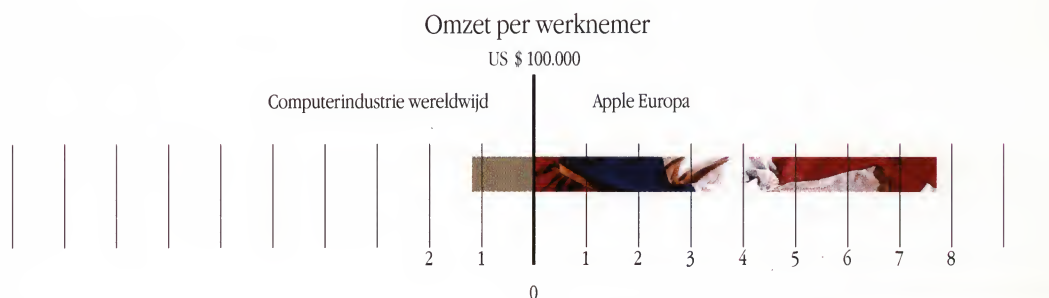 Omzet per werknemer
US $ 100.000
Computerindustrie wereldwijd Apple Europa
2 1 1 2 3 4 5 6 7 8
0